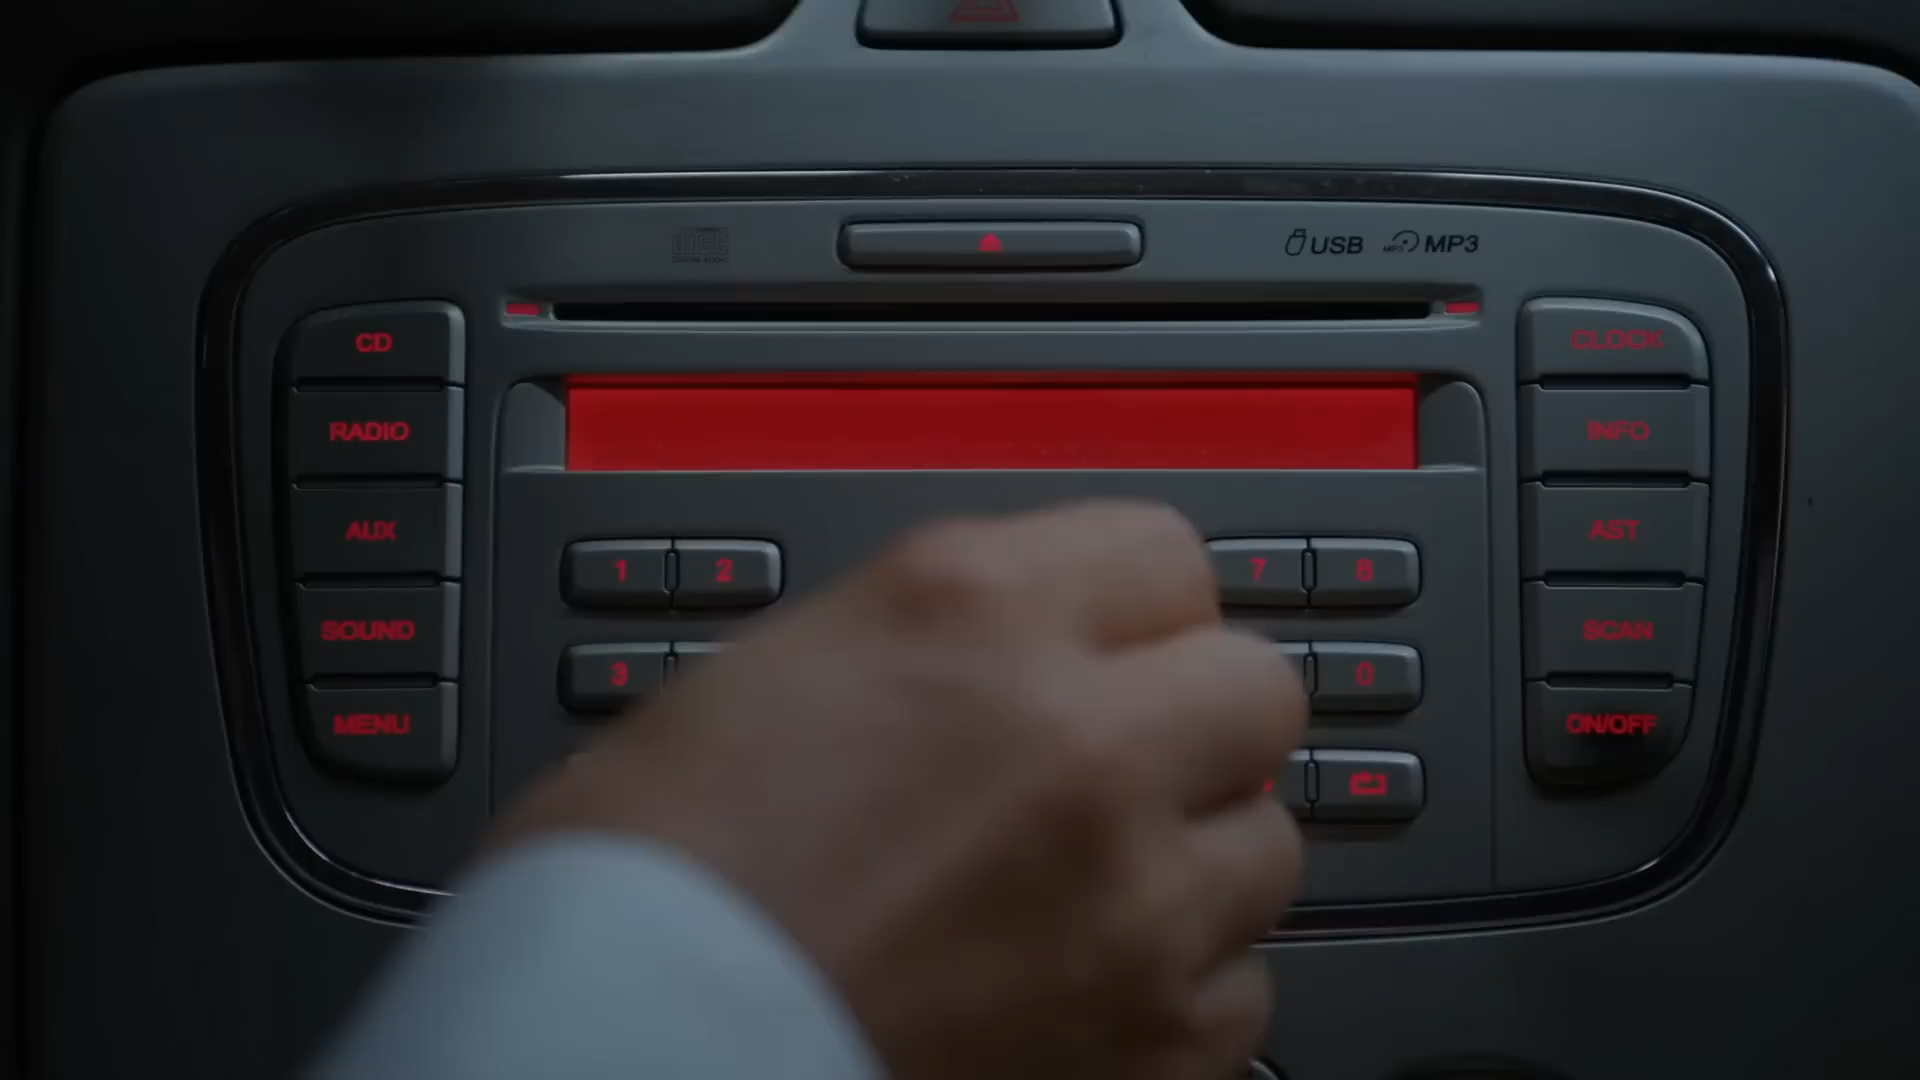 USB MP3 MP3
CD
RADIO
AUX
SOUND
MENU
1 2
3
7 8
0
CLOCK
INFO
AST
SCAN
ON/OFF